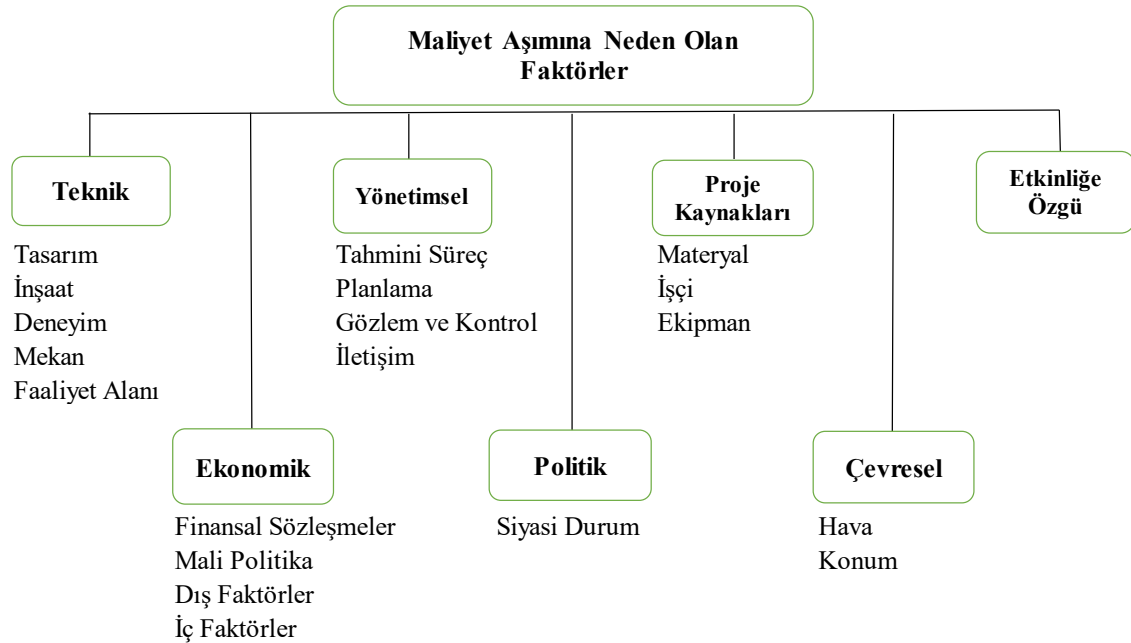 Maliyet Aşımına Neden Olan
Faktörler
Teknik
Tasarım
İnşaat
Deneyim
Mekan
Faaliyet Alanı
Yönetimsel
Tahmini Süreç
Planlama
Gözlem ve Kontrol
İletişim
Proje
Kaynakları
Materyal
İşçi
Ekipman
Etkinliğe
Özgü
Ekonomik
Finansal Sözleşmeler
Mali Politika
Dış Faktörler
İç Faktörler
Politik
Siyasi Durum
Çevresel
Hava
Konum